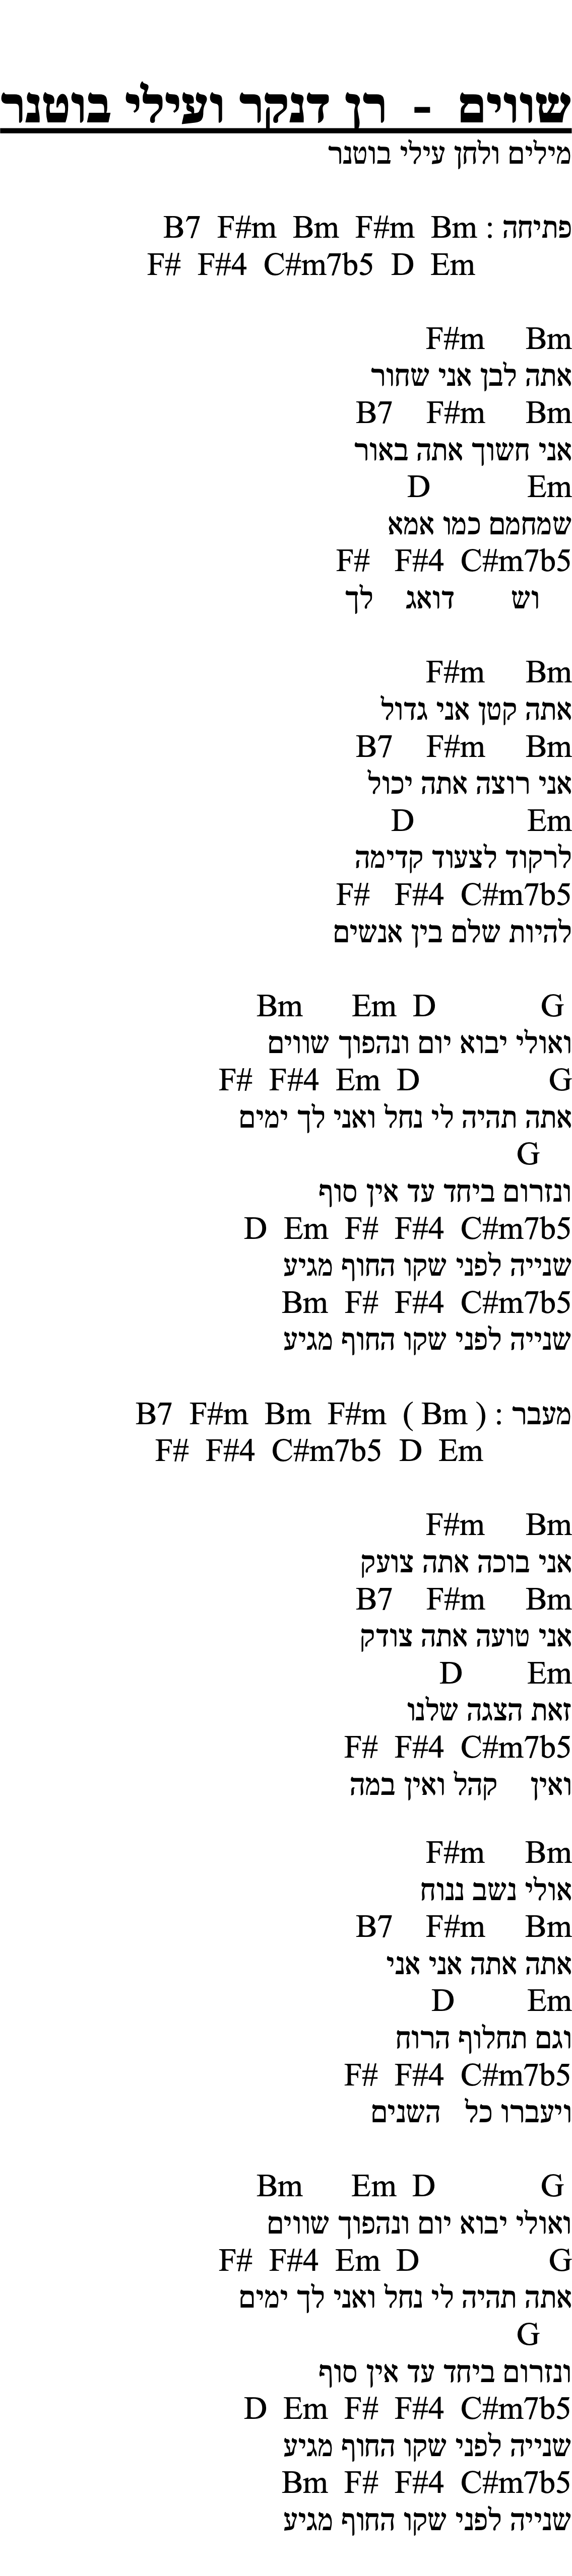 שווים - רן דנקר ועילי בוטנר
מילים ולחן עילי בוטנר
פתיחה : Bm F#m Bm F#m B7
Em D C#m7b5 F#4 F#
Bm F#m
אתה לבן אני שחור
Bm F#m B7
אני חשוך אתה באור
Em D
שמחמם כמו אמא
C#m7b5 F#4 F#
וש דואג לך
Bm F#m
אתה קטן אני גדול
Bm F#m B7
אני רוצה אתה יכול
Em D
לרקוד לצעוד קדימה
C#m7b5 F#4 F#
להיות שלם בין אנשים
G D Em Bm
ואולי יבוא יום ונהפוך שווים
G D Em F#4 F#
אתה תהיה לי נחל ואני לך ימים
G
ונזרום ביחד עד אין סוף
C#m7b5 F#4 F# Em D
שנייה לפני שקו החוף מגיע
C#m7b5 F#4 F# Bm
שנייה לפני שקו החוף מגיע
מעבר : ( Bm ) F#m Bm F#m B7
Em D C#m7b5 F#4 F#
Bm F#m
אני בוכה אתה צועק
Bm F#m B7
אני טועה אתה צודק
Em D
זאת הצגה שלנו
C#m7b5 F#4 F#
ואין קהל ואין במה
Bm F#m
אולי נשב ננוח
Bm F#m B7
אתה אתה אני אני
Em D
וגם תחלוף הרוח
C#m7b5 F#4 F#
ויעברו כל השנים
G D Em Bm
ואולי יבוא יום ונהפוך שווים
G D Em F#4 F#
אתה תהיה לי נחל ואני לך ימים
G
ונזרום ביחד עד אין סוף
C#m7b5 F#4 F# Em D
שנייה לפני שקו החוף מגיע
C#m7b5 F#4 F# Bm
שנייה לפני שקו החוף מגיע